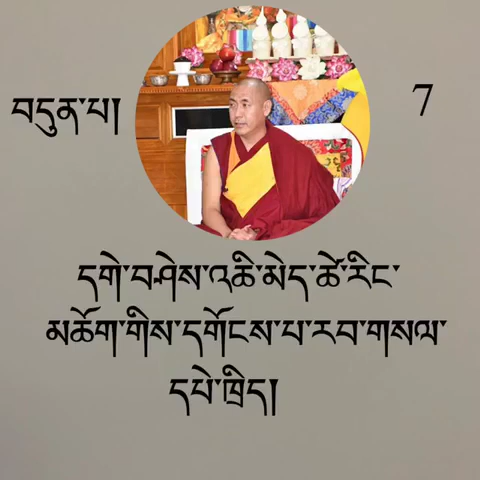 བདུན་པ།
7
དགེ་བཤེས་འཆི་མེད་ཚེ་རིང་
མཆོག་གིས་དགོངས་པ་རབ་གསལ་
དཔེ་ཁྲིད།